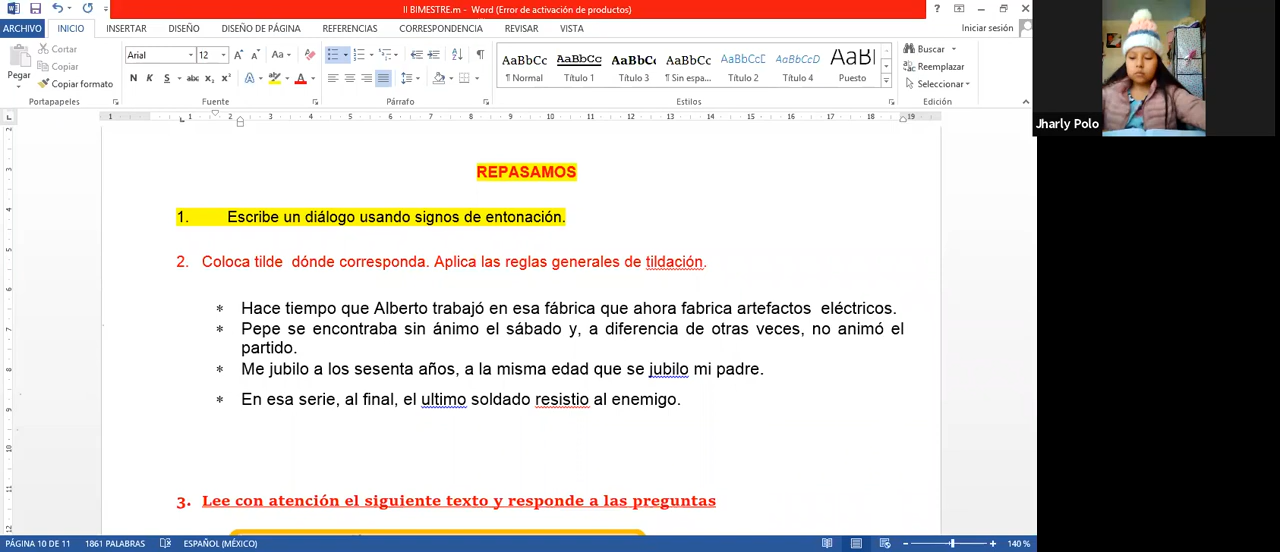 II BIMESTRE.m - Word (Error de activación de productos)
ARCHIVO INICIO INSERTAR DISEÑO DISEÑO DE PÁGINA REFERENCIAS CORRESPONDENCIA REVISAR VISTA Iniciar sesión
Pegar
Cortar
Copiar
Copiar formato
Portapapeles
Arial 12
N K S abc x₂ x²
Fuente
Párrafo
AaBbCc AaBbCc AaBbCc AaBbCc AaBbCcD AaBbCcD AaBl
¶ Normal Título 1 Título 3 ¶ Sin espa... Título 2 Título 4 Puesto
Estilos
Buscar
Reemplazar
Seleccionar
Edición
Jharly Polo
REPASAMOS
1. Escribe un diálogo usando signos de entonación.
2. Coloca tilde dónde corresponda. Aplica las reglas generales de tildación.
* Hace tiempo que Alberto trabajó en esa fábrica que ahora fabrica artefactos eléctricos.
* Pepe se encontraba sin ánimo el sábado y, a diferencia de otras veces, no animó el
partido.
* Me jubilo a los sesenta años, a la misma edad que se jubilo mi padre.
* En esa serie, al final, el ultimo soldado resistio al enemigo.
3. Lee con atención el siguiente texto y responde a las preguntas
PÁGINA 10 DE 11 1861 PALABRAS ESPAÑOL (MÉXICO) 140 %